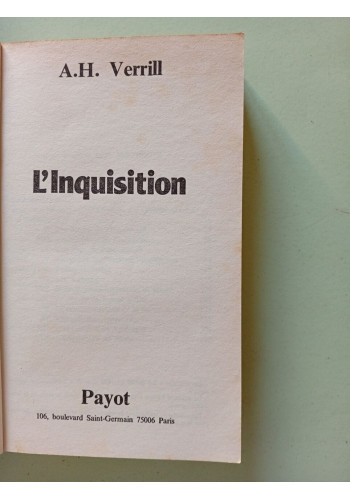 A.H. Verrill
L'Inquisition
Payot
106, boulevard Saint-Germain 75006 Paris